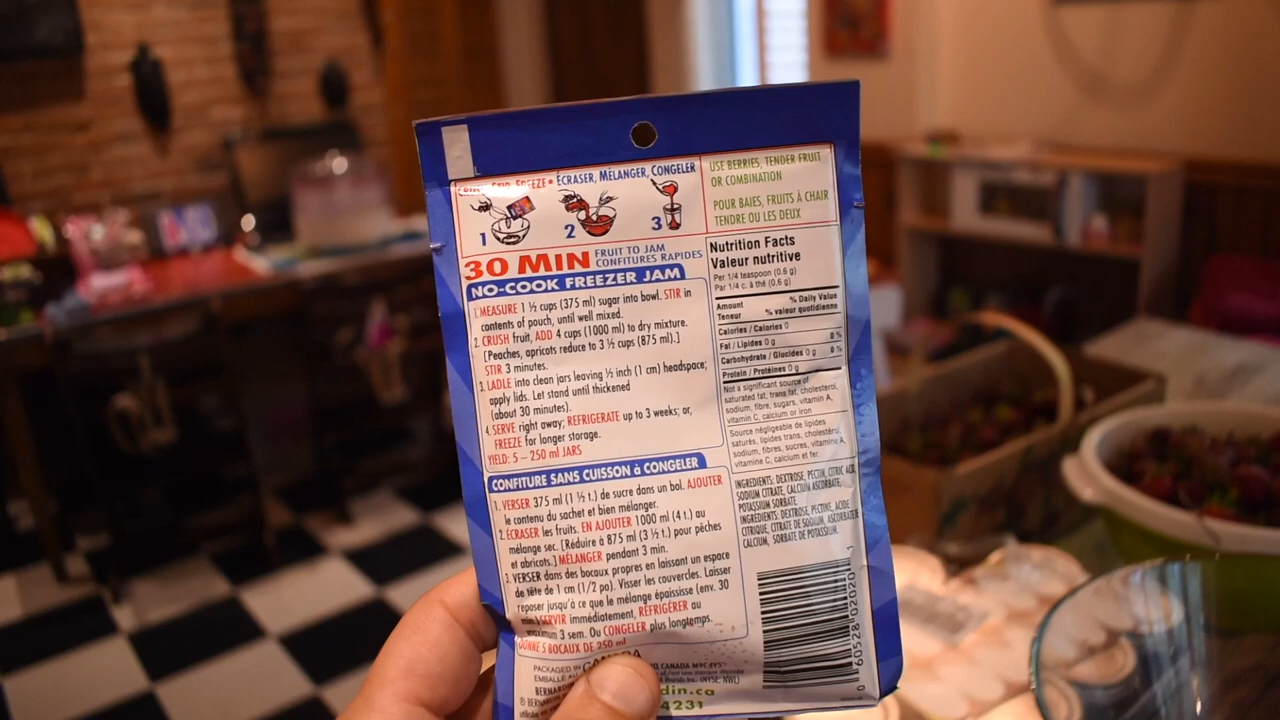 STIR, FREEZE • ÉCRASER, MÉLANGER, CONGELER
1 2 3
USE BERRIES, TENDER FRUIT
OR COMBINATION
POUR BAIES, FRUITS À CHAIR
TENDRE OU LES DEUX
30 MIN FRUIT TO JAM
CONFITURES RAPIDES
NO-COOK FREEZER JAM
1. MEASURE 1 ½ cups (375 ml) sugar into bowl. STIR in
contents of pouch, until well mixed.
2. CRUSH fruit, ADD 4 cups (1000 ml) to dry mixture.
[Peaches, apricots reduce to 3 ½ cups (875 ml).]
STIR 3 minutes.
3. LADLE into clean jars leaving ½ inch (1 cm) headspace;
apply lids. Let stand until thickened
(about 30 minutes).
4. SERVE right away; REFRIGERATE up to 3 weeks; or,
FREEZE for longer storage.
YIELD: 5 – 250 ml JARS
CONFITURE SANS CUISSON à CONGELER
1. VERSER 375 ml (1 ½ t.) de sucre dans un bol. AJOUTER
le contenu du sachet et bien mélanger.
2. ÉCRASER les fruits. EN AJOUTER 1000 ml (4 t.) au
mélange sec. [Réduire à 875 ml (3 ½ t.) pour pêches
et abricots.] MÉLANGER pendant 3 min.
3. VERSER dans des bocaux propres en laissant un espace
de tête de 1 cm (1/2 po). Visser les couvercles. Laisser
reposer jusqu'à ce que le mélange épaississe (env. 30
min.) SERVIR immédiatement, RÉFRIGÉRER au
maximum 3 sem. Ou CONGELER plus longtemps.
DONNE 5 BOCAUX DE 250 ml
Nutrition Facts
Valeur nutritive
Per 1/4 teaspoon (0.6 g)
Par 1/4 c. à thé (0,6 g)
Amount % Daily Value
Teneur % valeur quotidienne
Calories / Calories 0
Fat / Lipides 0 g 0 %
Carbohydrate / Glucides 0 g 0 %
Protein / Protéines 0 g
Not a significant source of
saturated fat, trans fat, cholesterol,
sodium, fibre, sugars, vitamin A,
vitamin C, calcium or iron
Source négligeable de lipides
saturés, lipides trans, cholestérol,
sodium, fibres, sucres, vitamine A,
vitamine C, calcium et fer.
INGREDIENTS: DEXTROSE, PECTIN, CITRIC ACID,
SODIUM CITRATE, CALCIUM ASCORBATE,
POTASSIUM SORBATE.
INGRÉDIENTS: DEXTROSE, PECTINE, ACIDE
CITRIQUE, CITRATE DE SODIUM, ASCORBATE
CALCIUM, SORBATE DE POTASSIUM.
60528 02020
PACKAGED IN CANADA
EMBALLÉ AU
CANADA M9C4Y5
(NYSE: NWL)
din.ca
4231